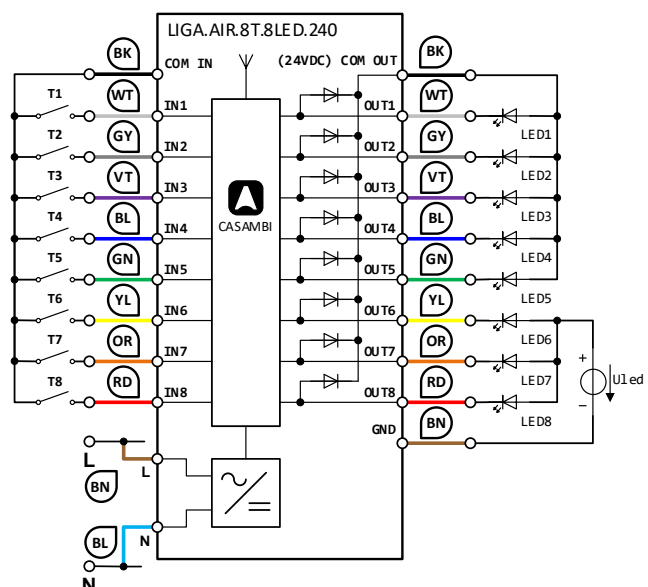 LIGA.AIR.8T.8LED.240
BK COM IN (24VDC) COM OUT BK
T1 WT IN1 OUT1 WT LED1
T2 GY IN2 OUT2 GY LED2
T3 VT IN3 OUT3 VT LED3
T4 BL IN4 CASAMBI OUT4 BL LED4
T5 GN IN5 OUT5 GN LED5
T6 YL IN6 OUT6 YL LED6
T7 OR IN7 OUT7 OR LED7
+
Uled
−
T8 RD IN8 OUT8 RD LED8
GND BN
L L
BN
BL N
N